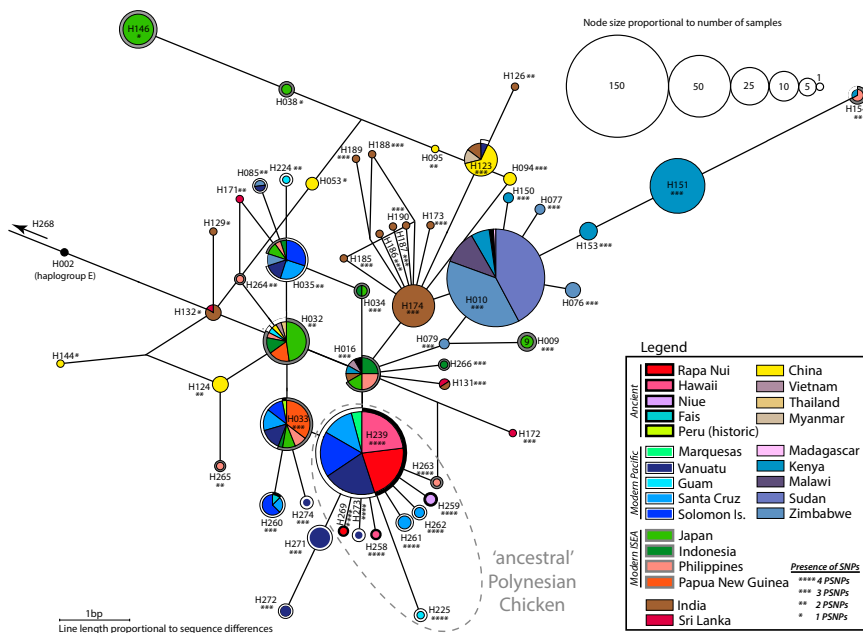 Node size proportional to number of samples
150
50
25
10
5
1
H146
*
H038*
H126**
H154
**
H095
**
H123
***
H094***
H189
***
H188***
H053*
H224**
H085**
H171**
H129*
H268
H002
(haplogroup E)
H264**
H035**
H190
***
H173
***
H185
***
H186***
H187***
H150
***
H077
***
H151
***
H153***
H076***
H010
***
H174
***
H034
***
H132*
H032
**
H016
***
H079
***
H009
***
9
H266***
H131***
H144*
H124
**
H265
**
H033
***
H239
****
H172
***
H263
****
H259
****
H262
****
H261
****
H258
****
H273
****
H269
****
H274
***
H260
***
H271
***
H272
***
H225
****
'ancestral'
Polynesian
Chicken
1bp
Line length proportional to sequence differences
Legend
Ancient
Rapa Nui
Hawaii
Niue
Fais
Peru (historic)
Modern Pacific
Marquesas
Vanuatu
Guam
Santa Cruz
Solomon Is.
Modern ISEA
Japan
Indonesia
Philippines
Papua New Guinea
India
Sri Lanka
China
Vietnam
Thailand
Myanmar
Madagascar
Kenya
Malawi
Sudan
Zimbabwe
Presence of SNPs
**** 4 PSNPs
*** 3 PSNPs
** 2 PSNPs
* 1 PSNPs